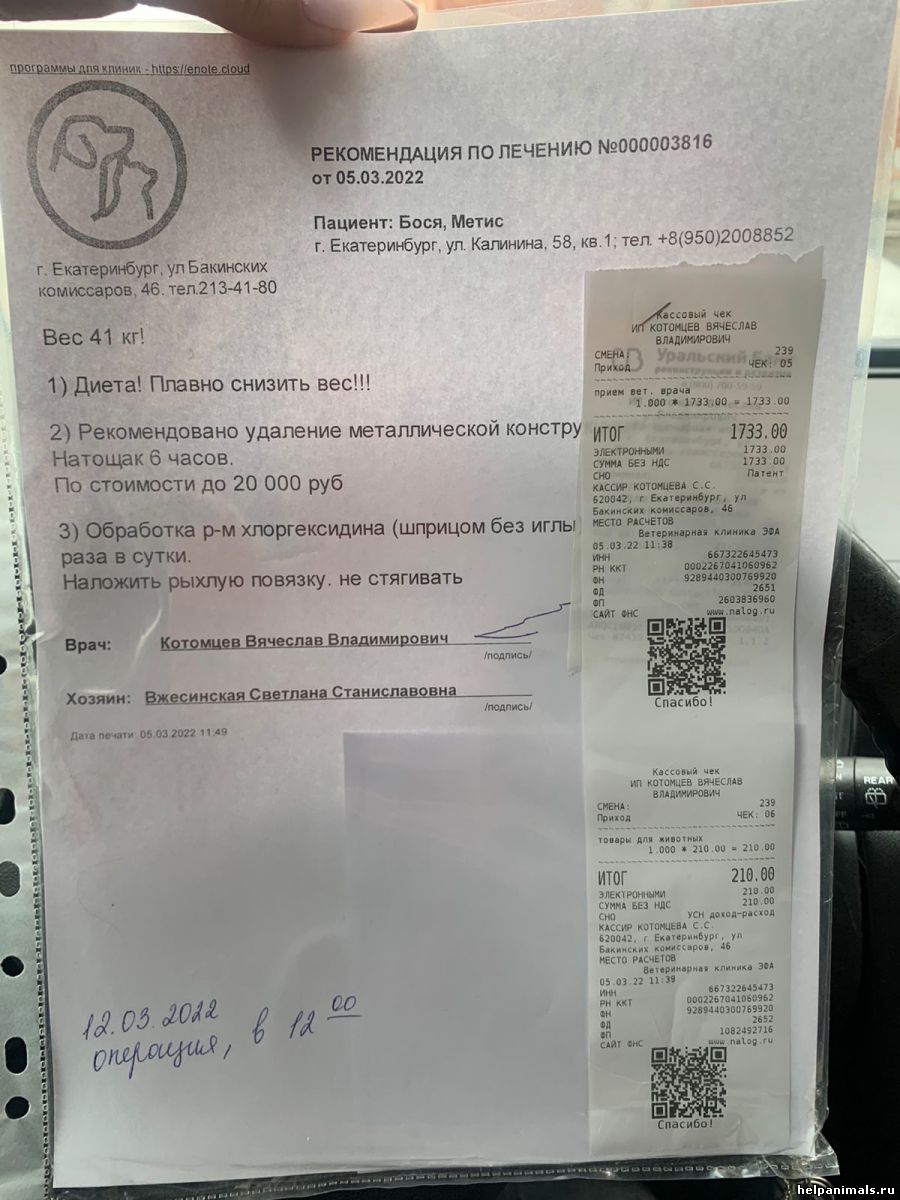 программы для клиник - https://enote.cloud
РЕКОМЕНДАЦИЯ ПО ЛЕЧЕНИЮ №000003816
от 05.03.2022
Пациент: Бося, Метис
г. Екатеринбург, ул. Калинина, 58, кв.1; тел. +8(950)2008852
г. Екатеринбург, ул Бакинских
комиссаров, 46. тел.213-41-80
Вес 41 кг!
1) Диета! Плавно снизить вес!!!
2) Рекомендовано удаление металлической констру
Натощак 6 часов.
По стоимости до 20 000 руб
3) Обработка р-м хлоргексидина (шприцом без иглы
раза в сутки.
Наложить рыхлую повязку. не стягивать
Врач: Котомцев Вячеслав Владимирович
/подпись/
Хозяин: Вжесинская Светлана Станиславовна
/подпись/
Дата печати: 05.03.2022 11:49
12.03.2022
операция, в 12 00
Кассовый чек
ИП КОТОМЦЕВ ВЯЧЕСЛАВ
ВЛАДИМИРОВИЧ
СМЕНА: 239
Приход ЧЕК: 05
прием вет. врача
1.000 * 1733.00 = 1733.00
ИТОГ 1733.00
ЭЛЕКТРОННЫМИ 1733.00
СУММА БЕЗ НДС 1733.00
СНО Патент
КАССИР КОТОМЦЕВА С.С.
620042, г Екатеринбург, ул
Бакинских комиссаров, 46
МЕСТО РАСЧЕТОВ
Ветеринарная клиника ЭФА
05.03.22 11:38
ИНН 667322645473
РН ККТ 0002267041060962
ФН 9289440300769920
ФД 2651
ФП 2603836960
САЙТ ФНС www.nalog.ru
Спасибо!
Кассовый чек
ИП КОТОМЦЕВ ВЯЧЕСЛАВ
ВЛАДИМИРОВИЧ
СМЕНА: 239
Приход ЧЕК: 06
товары для животных
1.000 * 210.00 = 210.00
ИТОГ 210.00
ЭЛЕКТРОННЫМИ 210.00
СУММА БЕЗ НДС 210.00
СНО УСН доход-расход
КАССИР КОТОМЦЕВА С.С.
620042, г Екатеринбург, ул
Бакинских комиссаров, 46
МЕСТО РАСЧЕТОВ
Ветеринарная клиника ЭФА
05.03.22 11:39
ИНН 667322645473
РН ККТ 0002267041060962
ФН 9289440300769920
ФД 2652
ФП 1082492716
САЙТ ФНС www.nalog.ru
Спасибо!
REAR
helpanimals.ru